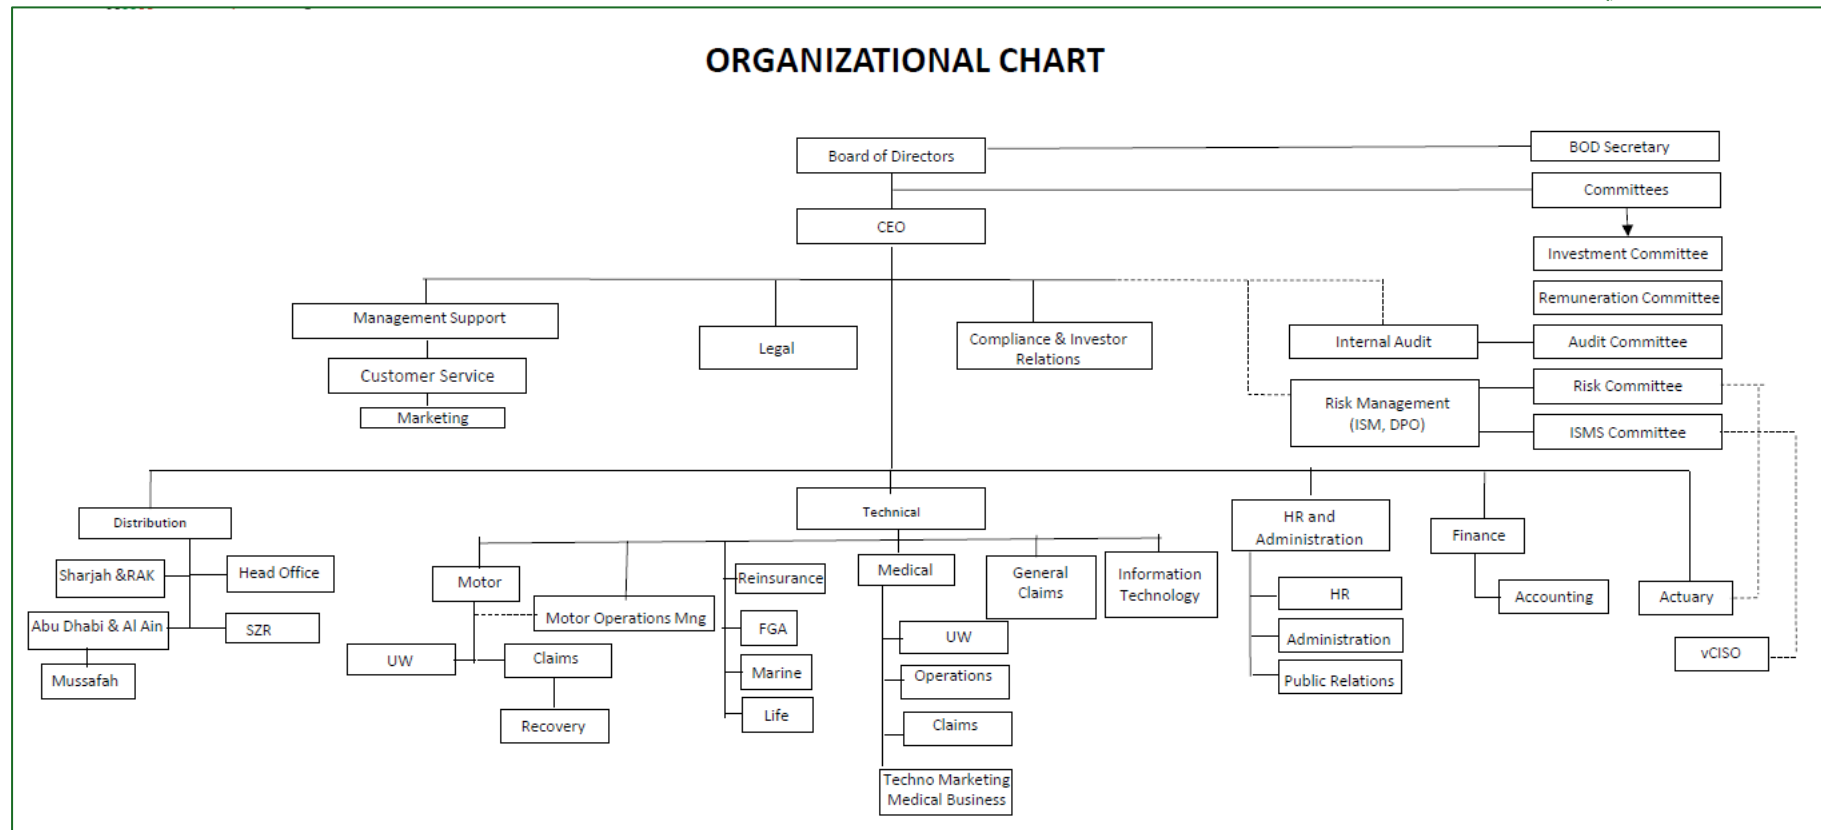 ORGANIZATIONAL CHART
Board of Directors
BOD Secretary
Committees
CEO
Investment Committee
Remuneration Committee
Management Support
Legal
Compliance & Investor
Relations
Internal Audit
Audit Committee
Customer Service
Risk Management
(ISM, DPO)
Risk Committee
Marketing
ISMS Committee
Distribution
Technical
HR and
Administration
Finance
Sharjah &RAK
Head Office
Motor
Reinsurance
Medical
General
Claims
Information
Technology
HR
Accounting
Actuary
Abu Dhabi & Al Ain
SZR
Motor Operations Mng
FGA
UW
Administration
Mussafah
UW
Claims
Marine
Operations
Public Relations
vCISO
Recovery
Life
Claims
Techno Marketing
Medical Business